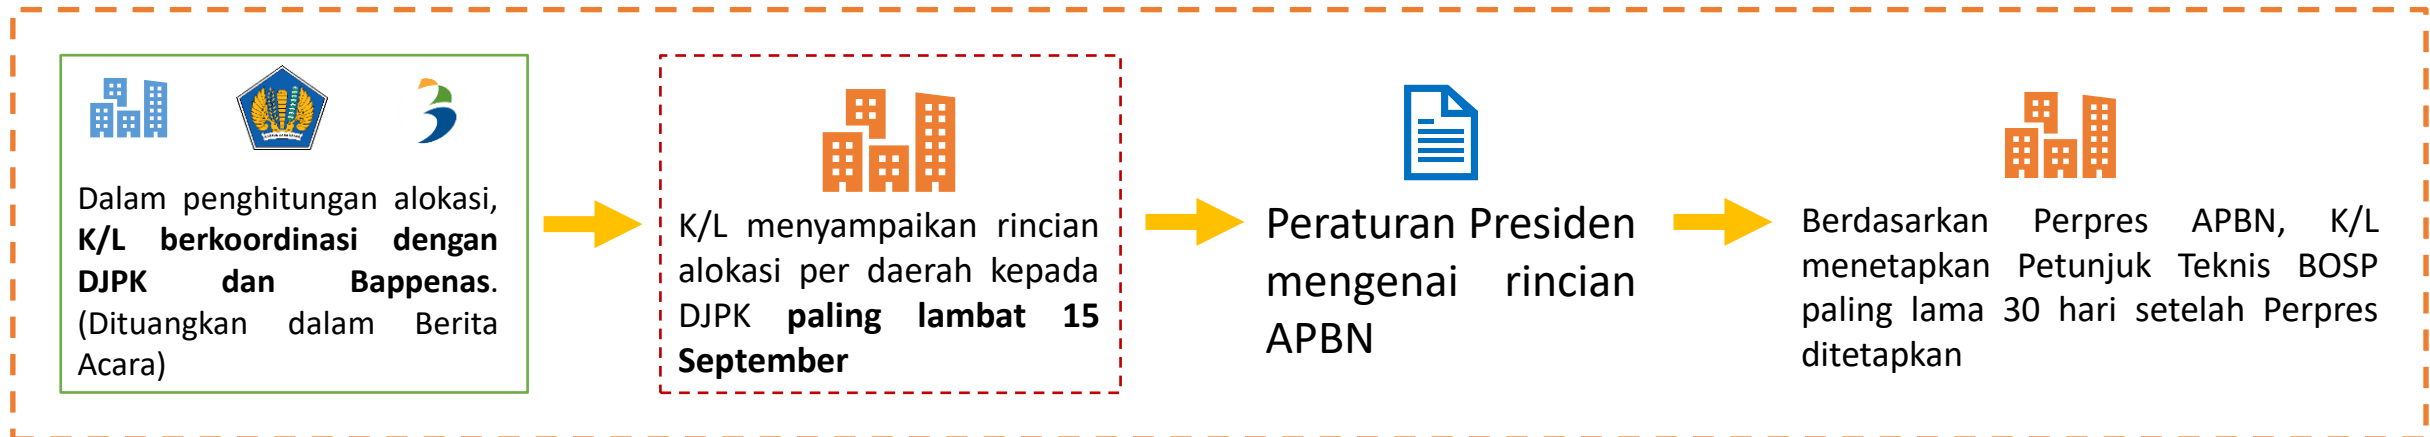 Dalam penghitungan alokasi,
K/L berkoordinasi dengan
DJPK dan Bappenas.
(Dituangkan dalam Berita
Acara)
K/L menyampaikan rincian
alokasi per daerah kepada
DJPK paling lambat 15
September
Peraturan Presiden
mengenai rincian
APBN
Berdasarkan Perpres APBN, K/L
menetapkan Petunjuk Teknis BOSP
paling lama 30 hari setelah Perpres
ditetapkan